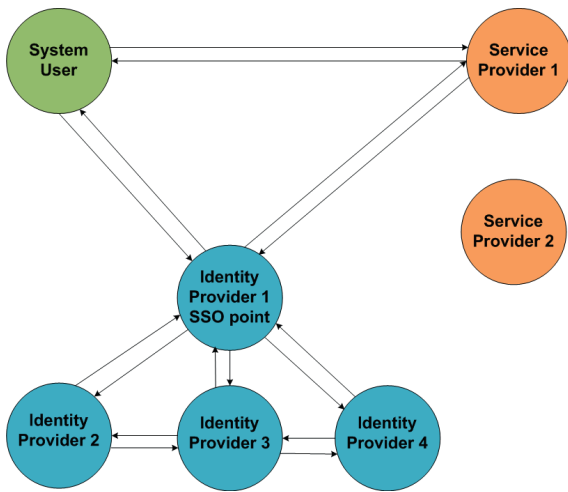 System
User
Service
Provider 1
Service
Provider 2
Identity
Provider 1
SSO point
Identity
Provider 2
Identity
Provider 3
Identity
Provider 4